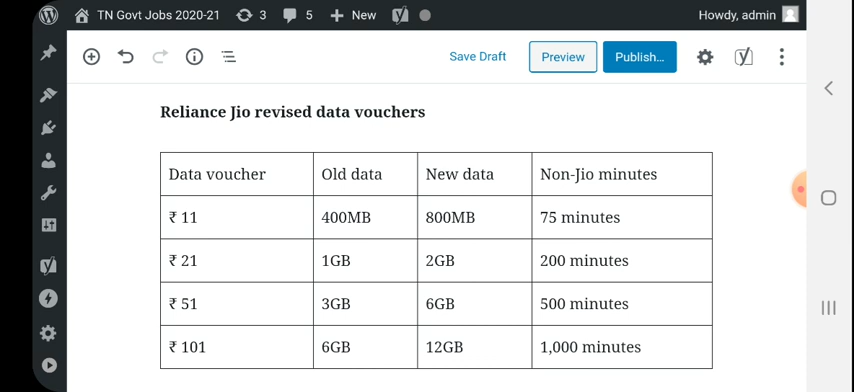 TN Govt Jobs 2020-21 3 5 + New Howdy, admin
Save Draft Preview Publish...
Reliance Jio revised data vouchers
Data voucher Old data New data Non-Jio minutes
₹ 11 400MB 800MB 75 minutes
₹ 21 1GB 2GB 200 minutes
₹ 51 3GB 6GB 500 minutes
₹ 101 6GB 12GB 1,000 minutes